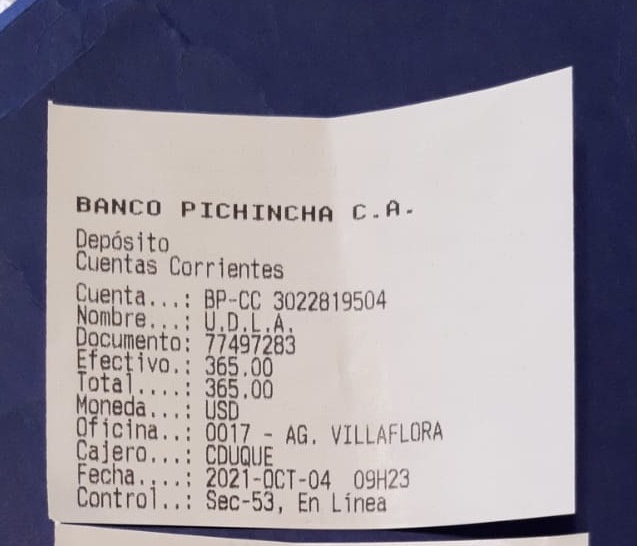 BANCO PICHINCHA C.A.
Depósito
Cuentas Corrientes
Cuenta...: BP-CC 3022819504
Nombre...: U.D.L.A.
Documento: 77497283
Efectivo.: 365.00
Total....: 365.00
Moneda...: USD
Oficina..: 0017 - AG. VILLAFLORA
Cajero...: CDUQUE
Fecha....: 2021-OCT-04 09H23
Control..: Sec-53, En Línea